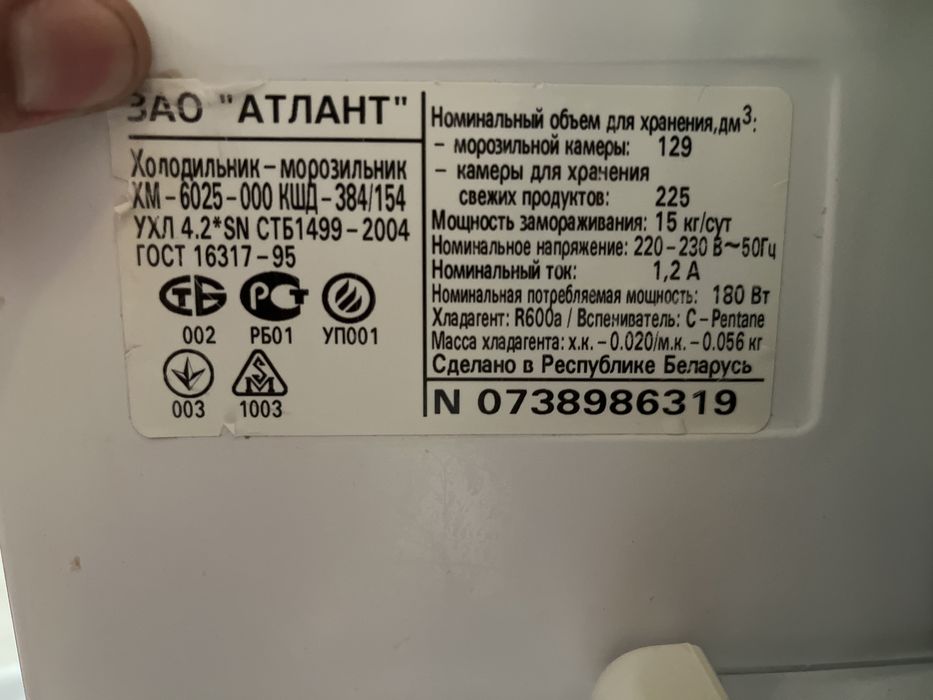 ЗАО "АТЛАНТ"
Холодильник – морозильник
ХМ – 6025 – 000 КШД – 384/154
УХЛ 4.2*SN СТБ1499 – 2004
ГОСТ 16317 – 95
СТБ РСТ
002 РБ01 УП001
003 1003
Номинальный объем для хранения,дм³:
– морозильной камеры: 129
– камеры для хранения
свежих продуктов: 225
Мощность замораживания: 15 кг/сут
Номинальное напряжение: 220 – 230 В~50Гц
Номинальный ток: 1,2 А
Номинальная потребляемая мощность: 180 Вт
Хладагент: R600a / Вспениватель: C – Pentane
Масса хладагента: х.к. – 0.020/м.к. – 0.056 кг
Сделано в Республике Беларусь
N 0738986319